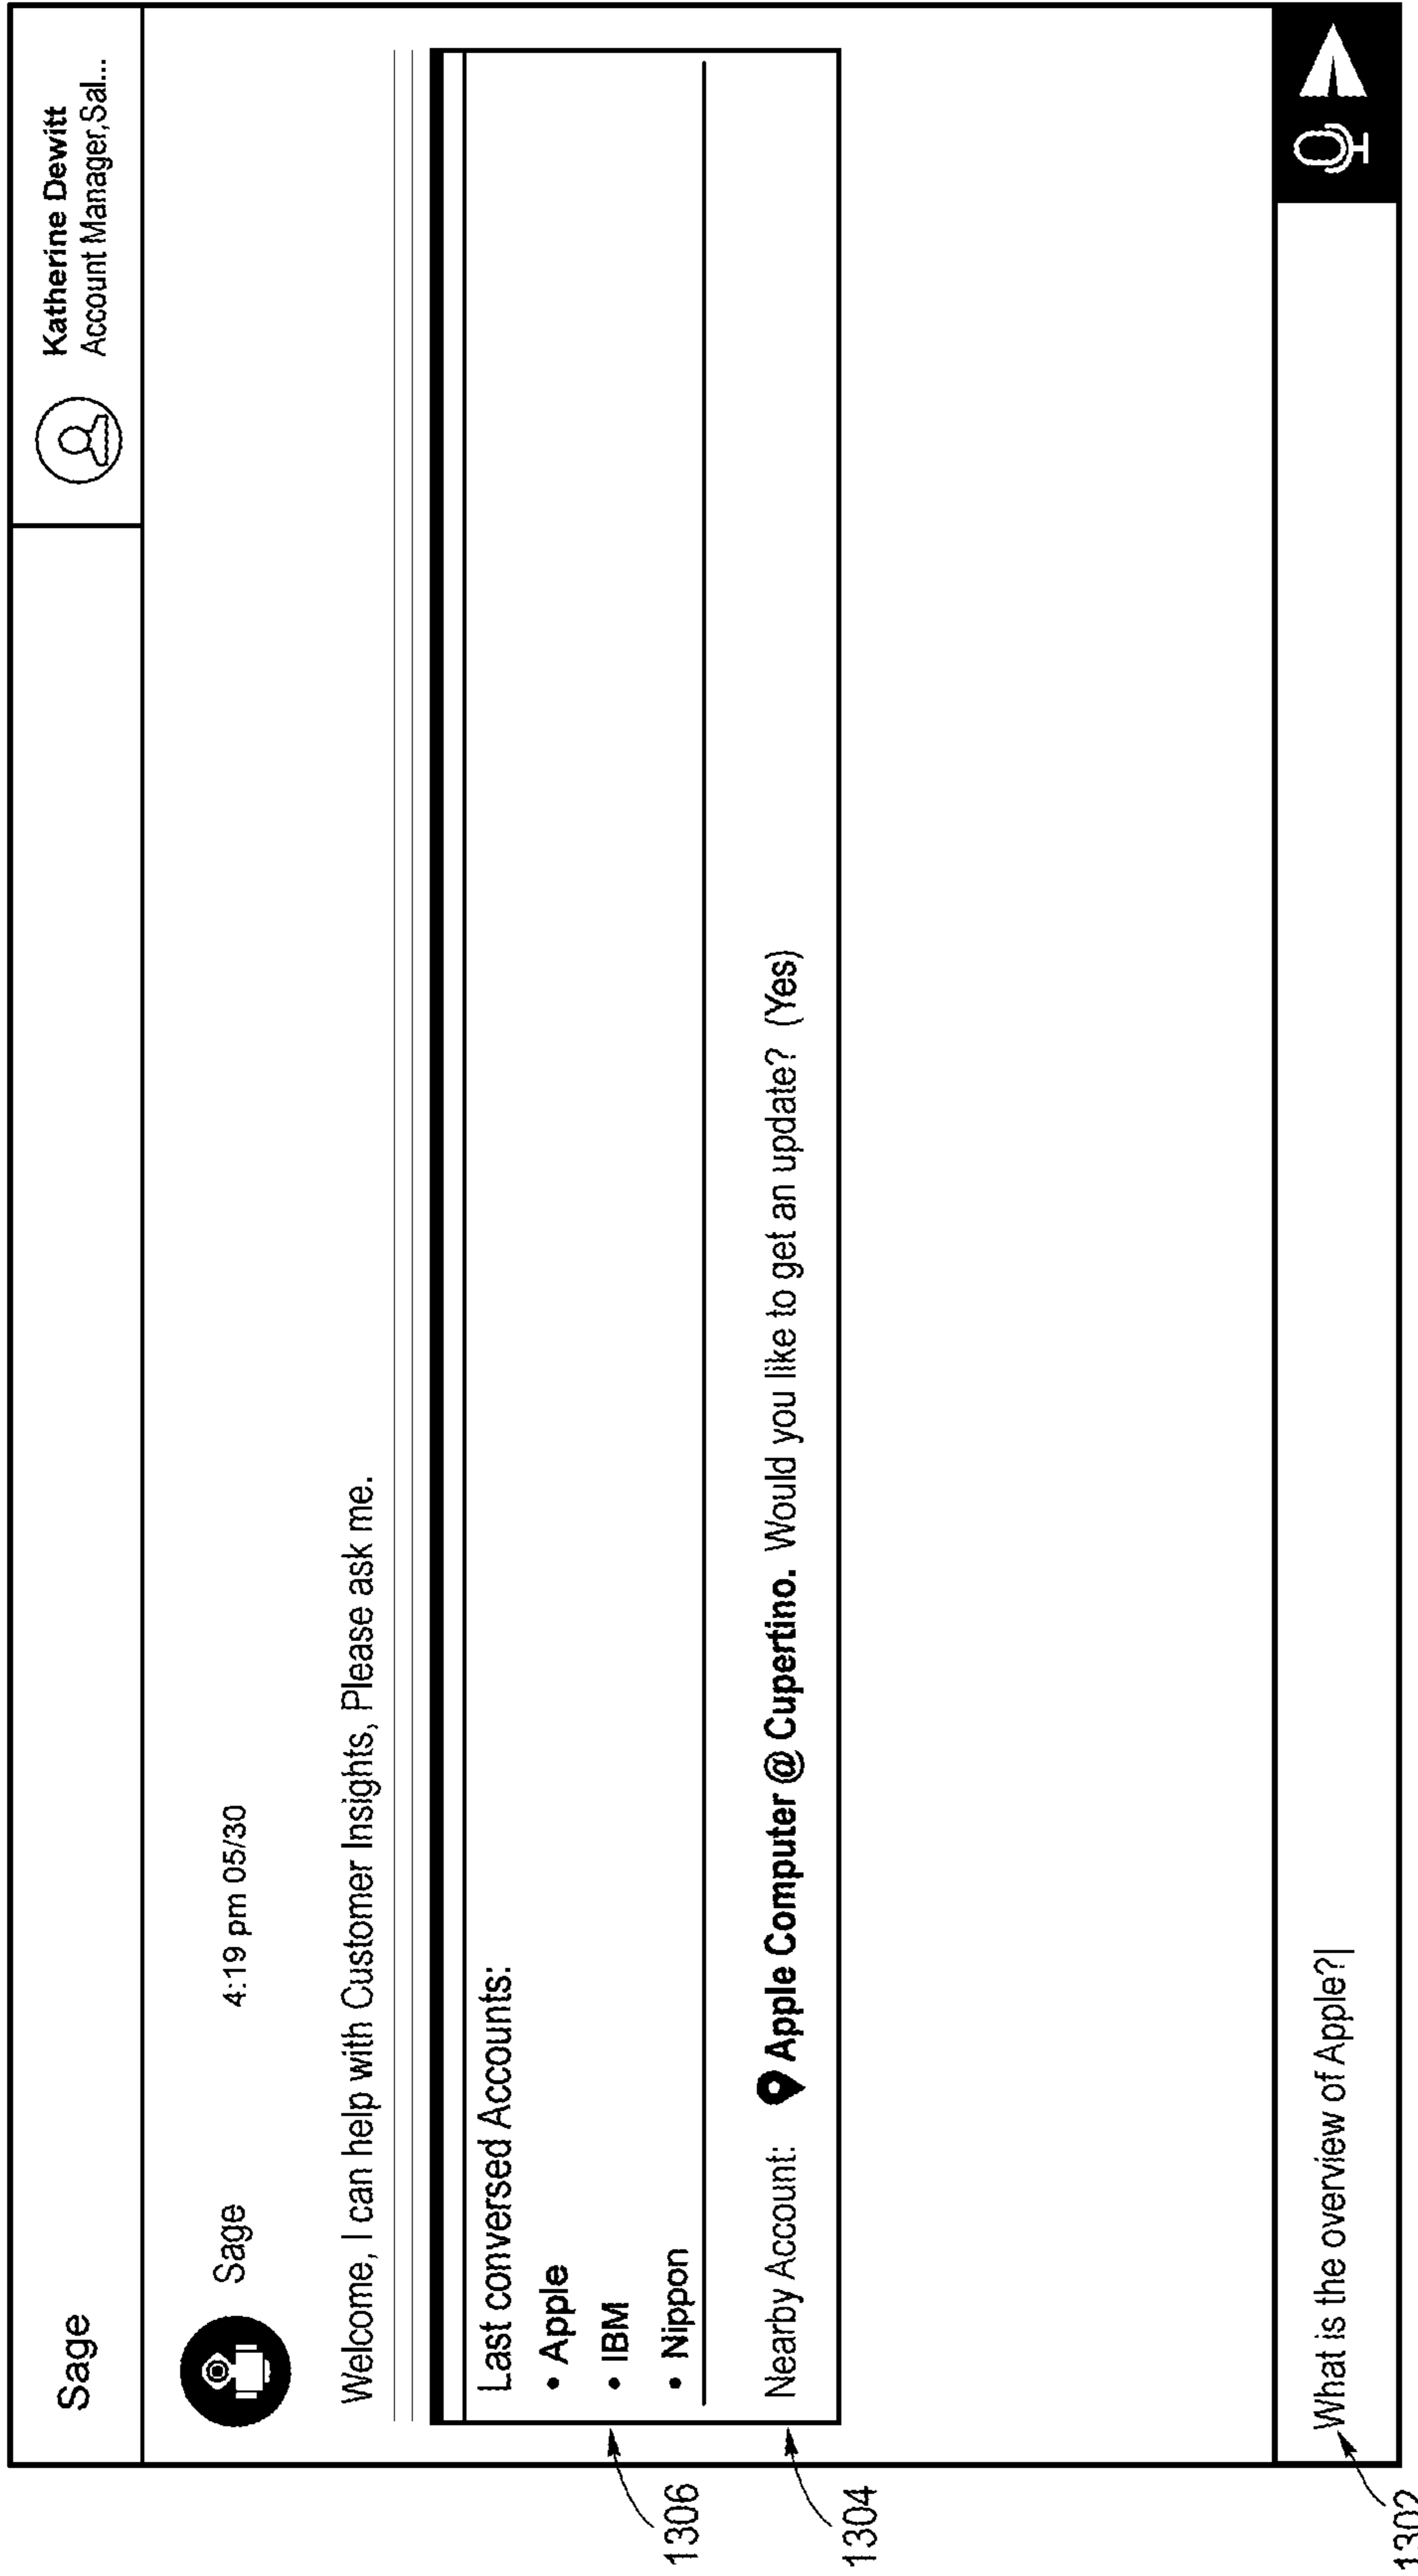 Sage
Katherine Dewitt
Account Manager,Sal...
Sage 4:19 pm 05/30
Welcome, I can help with Customer Insights, Please ask me.
Last conversed Accounts:
• Apple
• IBM
• Nippon
1306
Nearby Account: Apple Computer @ Cupertino. Would you like to get an update? (Yes)
1304
What is the overview of Apple?
1302